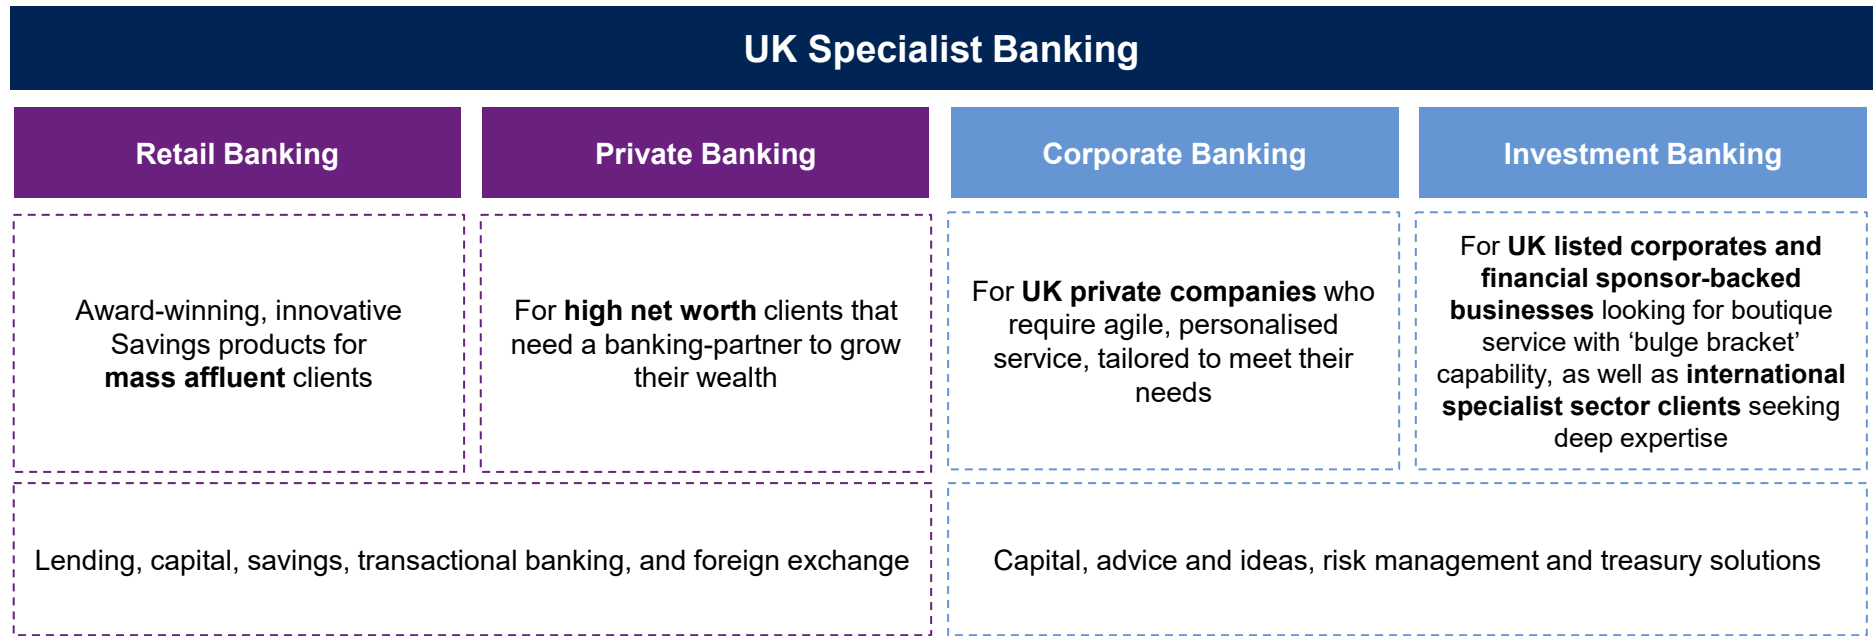 UK Specialist Banking
Retail Banking
Private Banking
Corporate Banking
Investment Banking
Award-winning, innovative
Savings products for
mass affluent clients
For high net worth clients that
need a banking-partner to grow
their wealth
For UK private companies who
require agile, personalised
service, tailored to meet their
needs
For UK listed corporates and
financial sponsor-backed
businesses looking for boutique
service with ‘bulge bracket’
capability, as well as international
specialist sector clients seeking
deep expertise
Lending, capital, savings, transactional banking, and foreign exchange
Capital, advice and ideas, risk management and treasury solutions